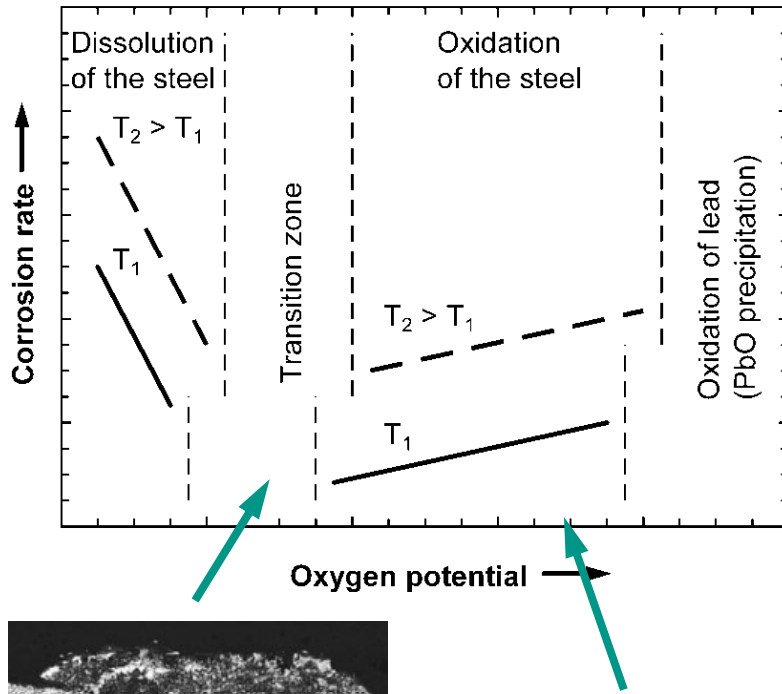 Dissolution
of the steel
Oxidation
of the steel
T₂ > T₁
T₁
Transition zone
T₂ > T₁
T₁
Oxidation of lead
(PbO precipitation)
Corrosion rate
Oxygen potential